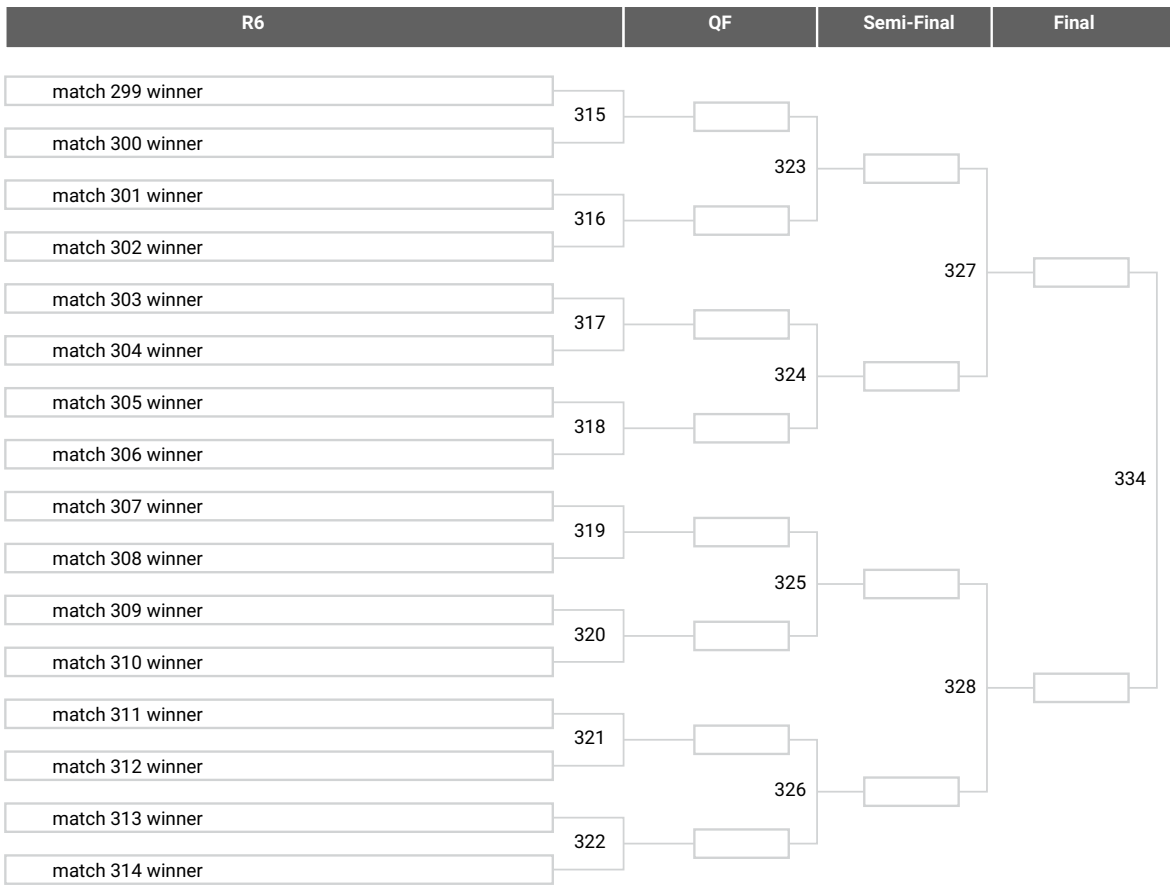 R6 QF Semi-Final Final
match 299 winner
315
match 300 winner
323
match 301 winner
316
match 302 winner
327
match 303 winner
317
match 304 winner
324
match 305 winner
318
match 306 winner
334
match 307 winner
319
match 308 winner
325
match 309 winner
320
match 310 winner
328
match 311 winner
321
match 312 winner
326
match 313 winner
322
match 314 winner